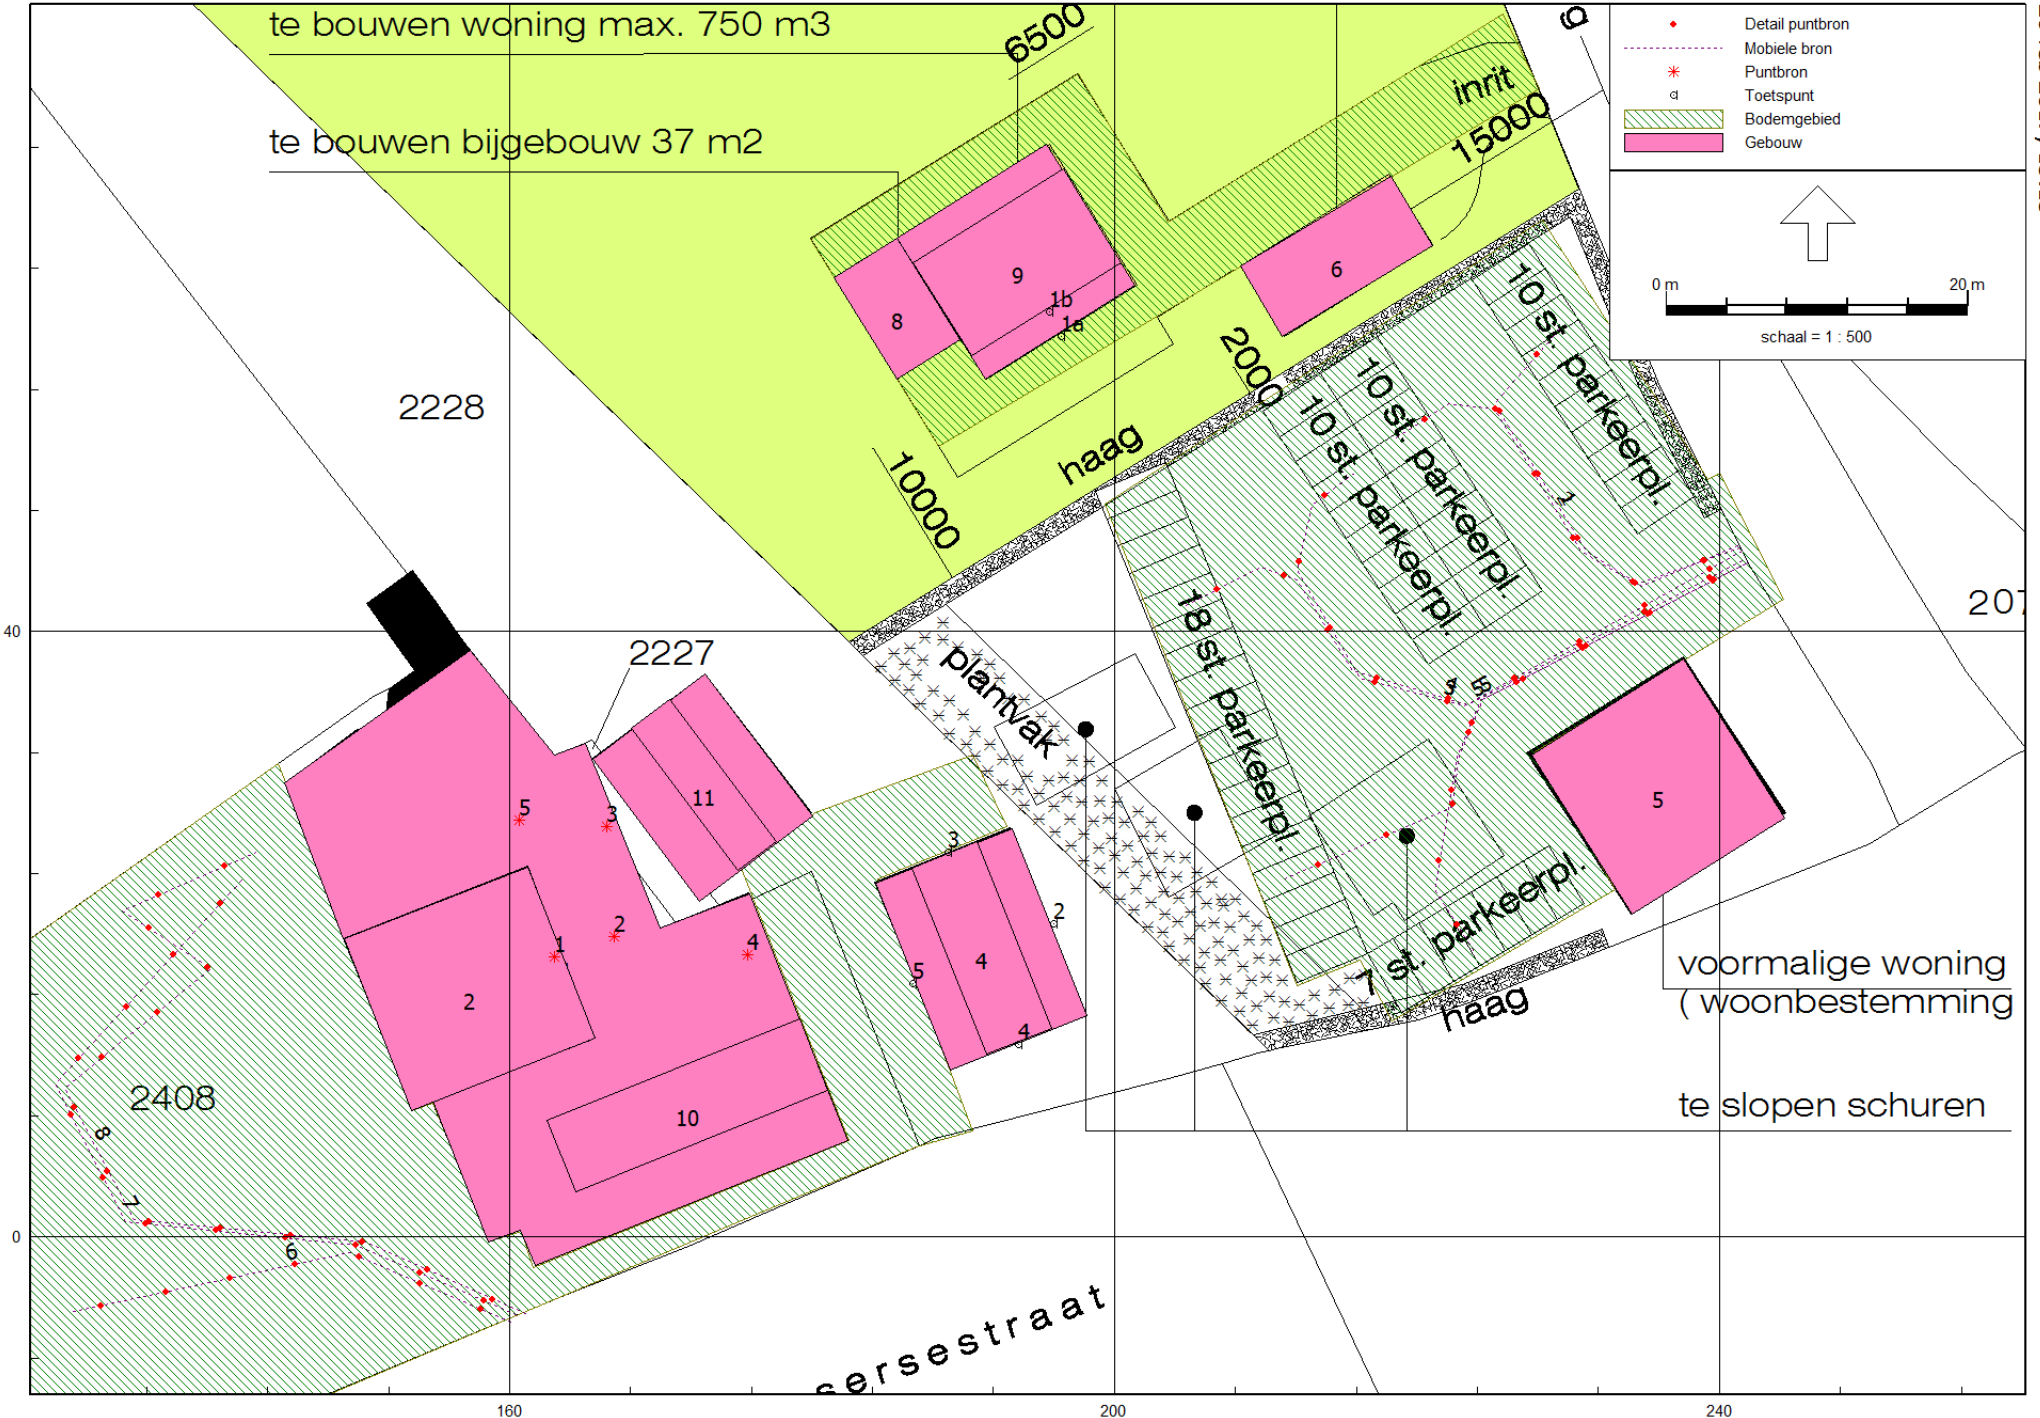 te bouwen woning max. 750 m3
6500
te bouwen bijgebouw 37 m2
inrit
15000
Detail puntbron
Mobiele bron
Puntbron
Toetspunt
Bodemgebied
Gebouw
0 m
20 m
schaal = 1 : 500
9
8
6
1b
1a
2000
10000
haag
10 st. parkeerpl.
10 st. parkeerpl.
10 st. parkeerpl.
18 st. parkeerpl.
7 st. parkeerpl.
2228
2227
207
plantvak
40
5
3
11
3
2
1
2
4
5
4
4
2
10
5 5
5
2408
8
7
6
haag
voormalige woning
( woonbestemming
te slopen schuren
0
sersestraat
160
200
240